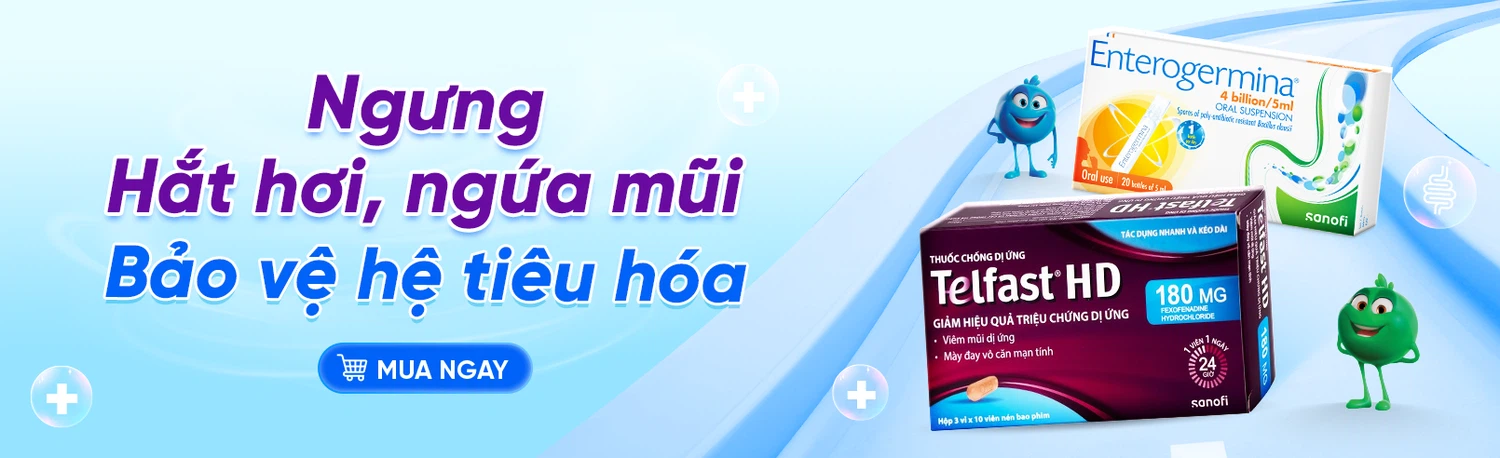 Ngưng
Hắt hơi, ngứa mũi
Bảo vệ hệ tiêu hóa
MUA NGAY
Enterogermina®
4 billion/5ml
ORAL SUSPENSION
Spores of poly-antibiotic resistant Bacillus clausii
1
Enterogermina
Oral use
20 bottles of 5 ml
sanofi
Telfast HD
TÁC DỤNG NHANH VÀ KÉO DÀI
THUỐC CHỐNG DỊ ỨNG
Telfast® HD
180 MG
FEXOFENADINE
HYDROCHLORIDE
GIẢM HIỆU QUẢ TRIỆU CHỨNG DỊ ỨNG
• Viêm mũi dị ứng
• Mày đay vô căn mạn tính
1 VIÊN 1 NGÀY
24
GIỜ
sanofi
Hộp 3 vỉ x 10 viên nén bao phim
Telfast HD
180 MG